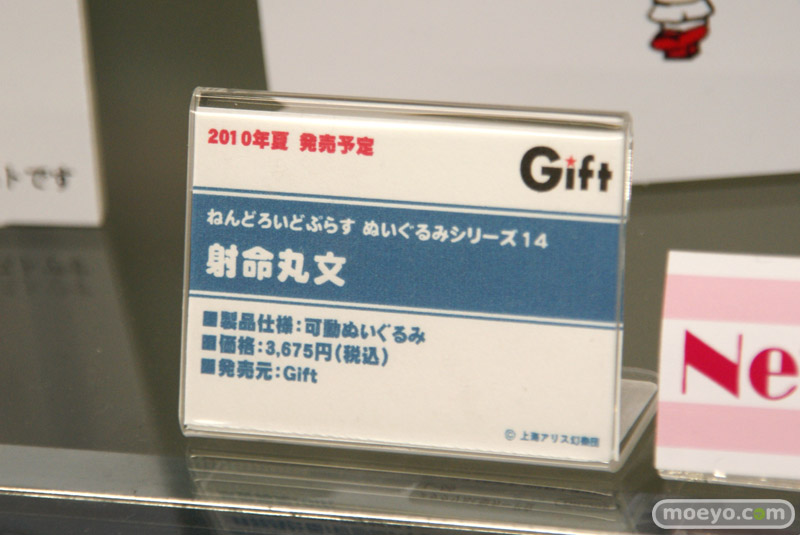 2010年夏 発売予定
Gift
ねんどろいどぷらす ぬいぐるみシリーズ14
射命丸文
■製品仕様：可動ぬいぐるみ
■価格：3,675円(税込)
■発売元：Gift
© 上海アリス幻樂団
トです
Ne
moeyo.com